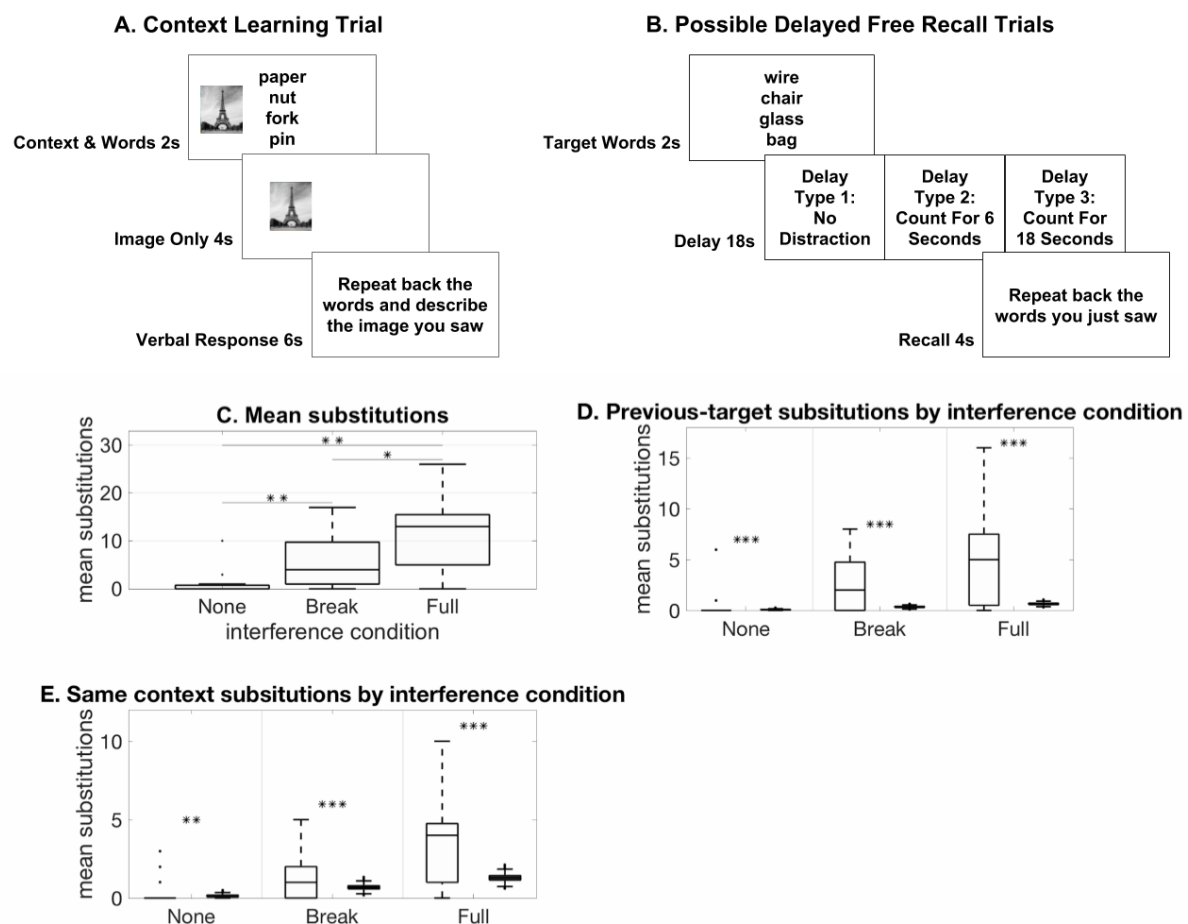 A. Context Learning Trial
paper
nut
fork
pin
Context & Words 2s
Image Only 4s
Repeat back the
words and describe
the image you saw
Verbal Response 6s
B. Possible Delayed Free Recall Trials
wire
chair
glass
bag
Target Words 2s
Delay
Type 1:
No
Distraction
Delay
Type 2:
Count For 6
Seconds
Delay
Type 3:
Count For
18 Seconds
Delay 18s
Repeat back the
words you just saw
Recall 4s
C. Mean substitutions
mean substitutions
30
20
10
0
**
*
**
None
Break
Full
interference condition
D. Previous-target subsitutions by interference condition
mean substitutions
15
10
5
0
***
***
***
None
Break
Full
E. Same context subsitutions by interference condition
mean substitutions
10
5
0
**
***
***
None
Break
Full